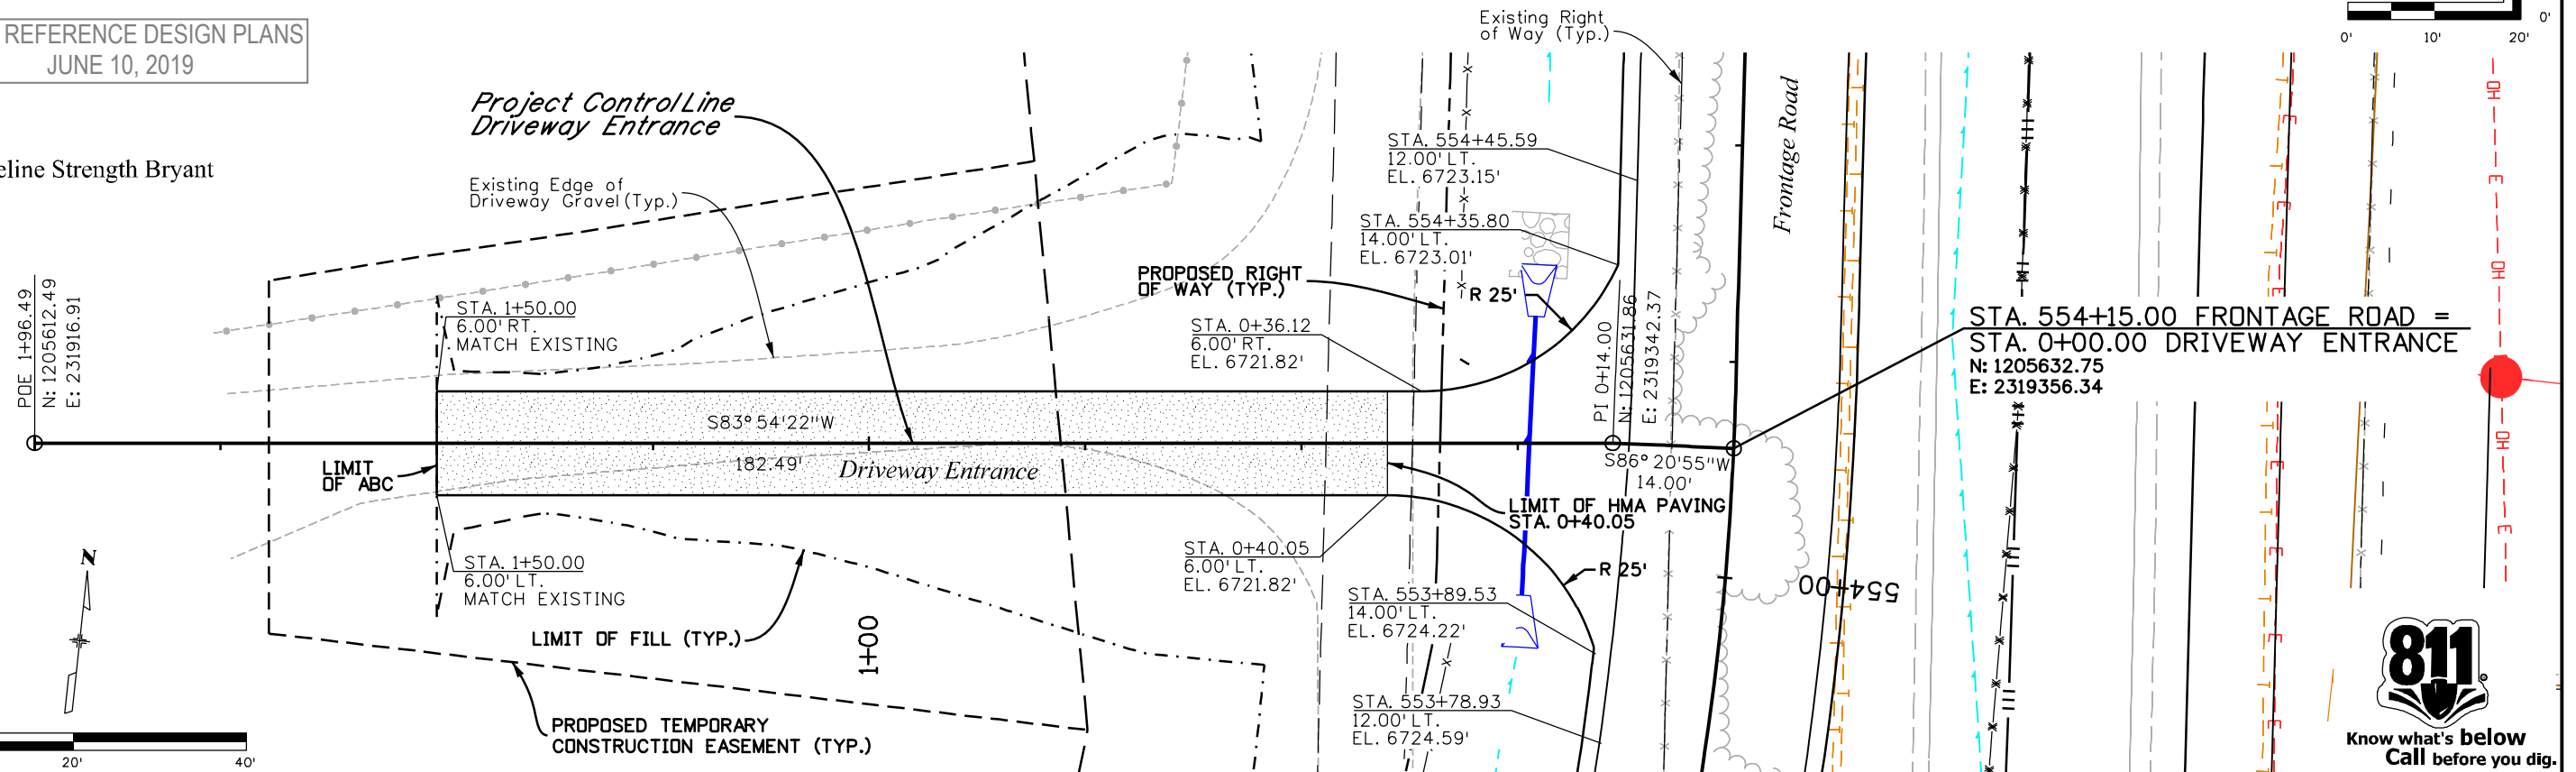 REFERENCE DESIGN PLANS
JUNE 10, 2019
eline Strength Bryant
Project Control Line
Driveway Entrance
Existing Edge of
Driveway Gravel (Typ.)
Existing Right
of Way (Typ.)
0'
0'
10'
20'
STA. 554+45.59
12.00' LT.
EL. 6723.15'
STA. 554+35.80
14.00' LT.
EL. 6723.01'
PROPOSED RIGHT
OF WAY (TYP.)
R 25'
STA. 0+36.12
6.00' RT.
EL. 6721.82'
Frontage Road
POE 1+96.49
N: 1205612.49
E: 231916.91
STA. 1+50.00
6.00' RT.
MATCH EXISTING
PI 0+14.00
N: 1205631.86
E: 2319342.37
STA. 554+15.00 FRONTAGE ROAD =
STA. 0+00.00 DRIVEWAY ENTRANCE
N: 1205632.75
E: 2319356.34
S83°54'22"W
182.49'
Driveway Entrance
S86°20'55"W
14.00'
LIMIT
OF ABC
LIMIT OF HMA PAVING
STA. 0+40.05
STA. 0+40.05
6.00' LT.
EL. 6721.82'
STA. 1+50.00
6.00' LT.
MATCH EXISTING
R 25'
STA. 553+89.53
14.00' LT.
EL. 6724.22'
LIMIT OF FILL (TYP.)
1+00
554+00
STA. 553+78.93
12.00' LT.
EL. 6724.59'
PROPOSED TEMPORARY
CONSTRUCTION EASEMENT (TYP.)
N
20'
40'
OH
E
OH
E
OH
E
E
E
E
E
E
E
811
Know what's below
Call before you dig.